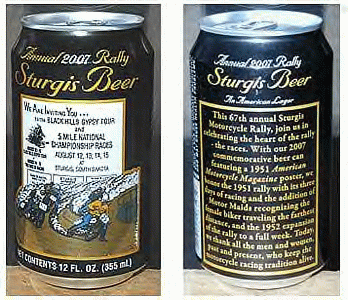 Annual 2007 Rally
Sturgis Beer
WE ARE INVITING YOU ---
BLACK HILLS GYPSY TOUR
AND
5 MILE NATIONAL
CHAMPIONSHIP RACES
AUGUST 12, 13, 14, 15
AT
STURGIS, SOUTH DAKOTA
NET CONTENTS 12 FL. OZ. (355 mL)
Annual 2007 Rally
Sturgis Beer
An American Lager
This 67th annual Sturgis
Motorcycle Rally, join us in
celebrating the heart of the rally
- the races. With our 2007
commemorative beer can
featuring a 1951 American
Motorcycle Magazine poster, we
honor the 1951 rally with its three
days of racing and the addition of
Motor Maids recognizing the
female biker traveling the farthest
distance, and the 1952 expansion
of the rally to a full week. Today,
we thank all the men and women,
past and present, who keep the
motorcycle racing tradition alive.